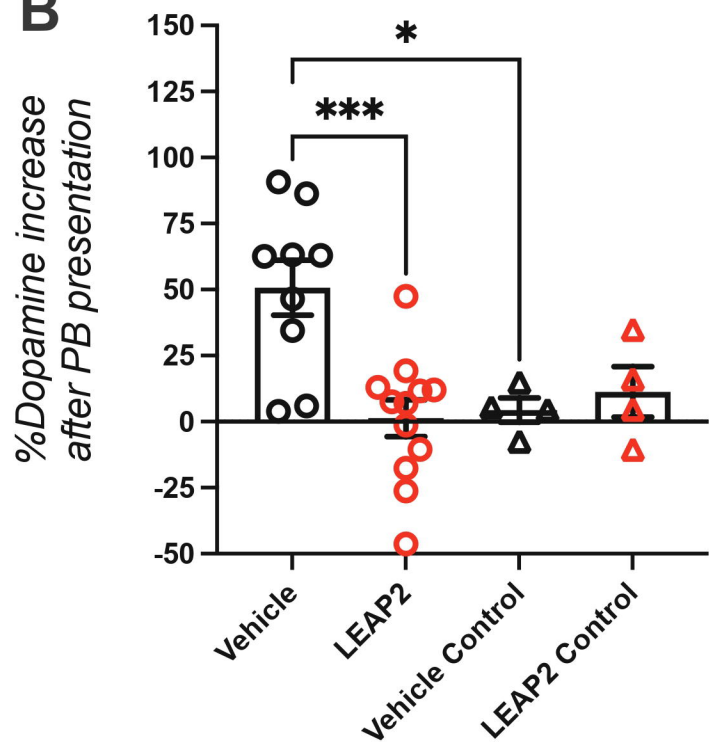 B
%Dopamine increase
after PB presentation
150
125
100
75
50
25
0
-25
-50
*
***
Vehicle
LEAP2
Vehicle Control
LEAP2 Control